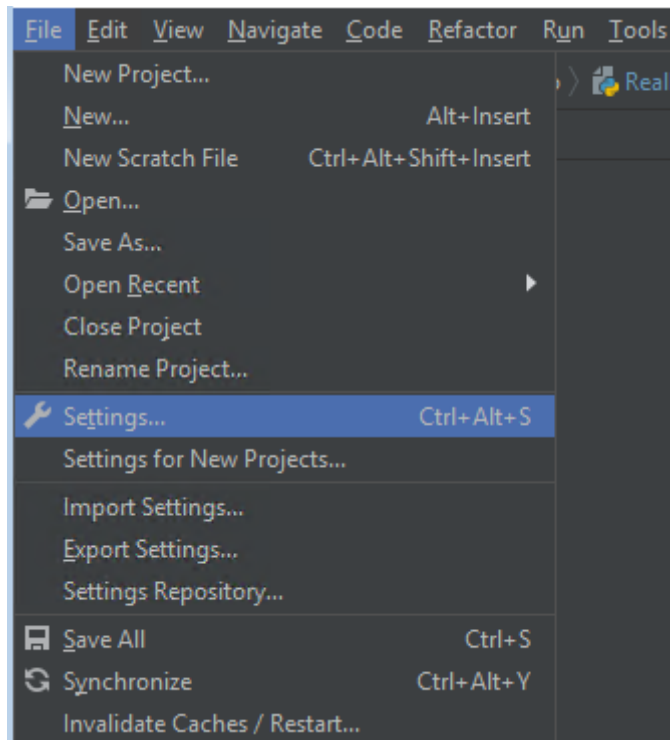 File Edit View Navigate Code Refactor Run Tools
New Project...
Real
New... Alt+Insert
New Scratch File Ctrl+Alt+Shift+Insert
Open...
Save As...
Open Recent
Close Project
Rename Project...
Settings... Ctrl+Alt+S
Settings for New Projects...
Import Settings...
Export Settings...
Settings Repository...
Save All Ctrl+S
Synchronize Ctrl+Alt+Y
Invalidate Caches / Restart...